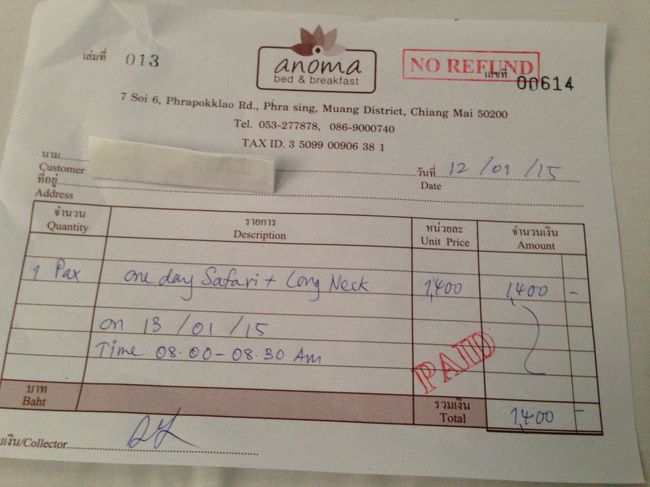 เล่มที่ 013
anoma
bed & breakfast
NO REFUND
เลขที่ 00614
7 Soi 6, Phrapokklao Rd., Phra sing, Muang District, Chiang Mai 50200
Tel. 053-277878, 086-9000740
TAX ID. 3 5099 00906 38 1
นาม
Customer
วันที่ 12/01/15
Date
ที่อยู่
Address
จำนวน รายการ หน่วยละ จำนวนเงิน
Quantity Description Unit Price Amount
1 Pax one day Safari + Long Neck 1,400 1,400 -
on 13/01/15
Time 08.00-08.30 Am
PAID
บาท รวมเงิน
Baht Total 1,400 -
เงิน/Collector